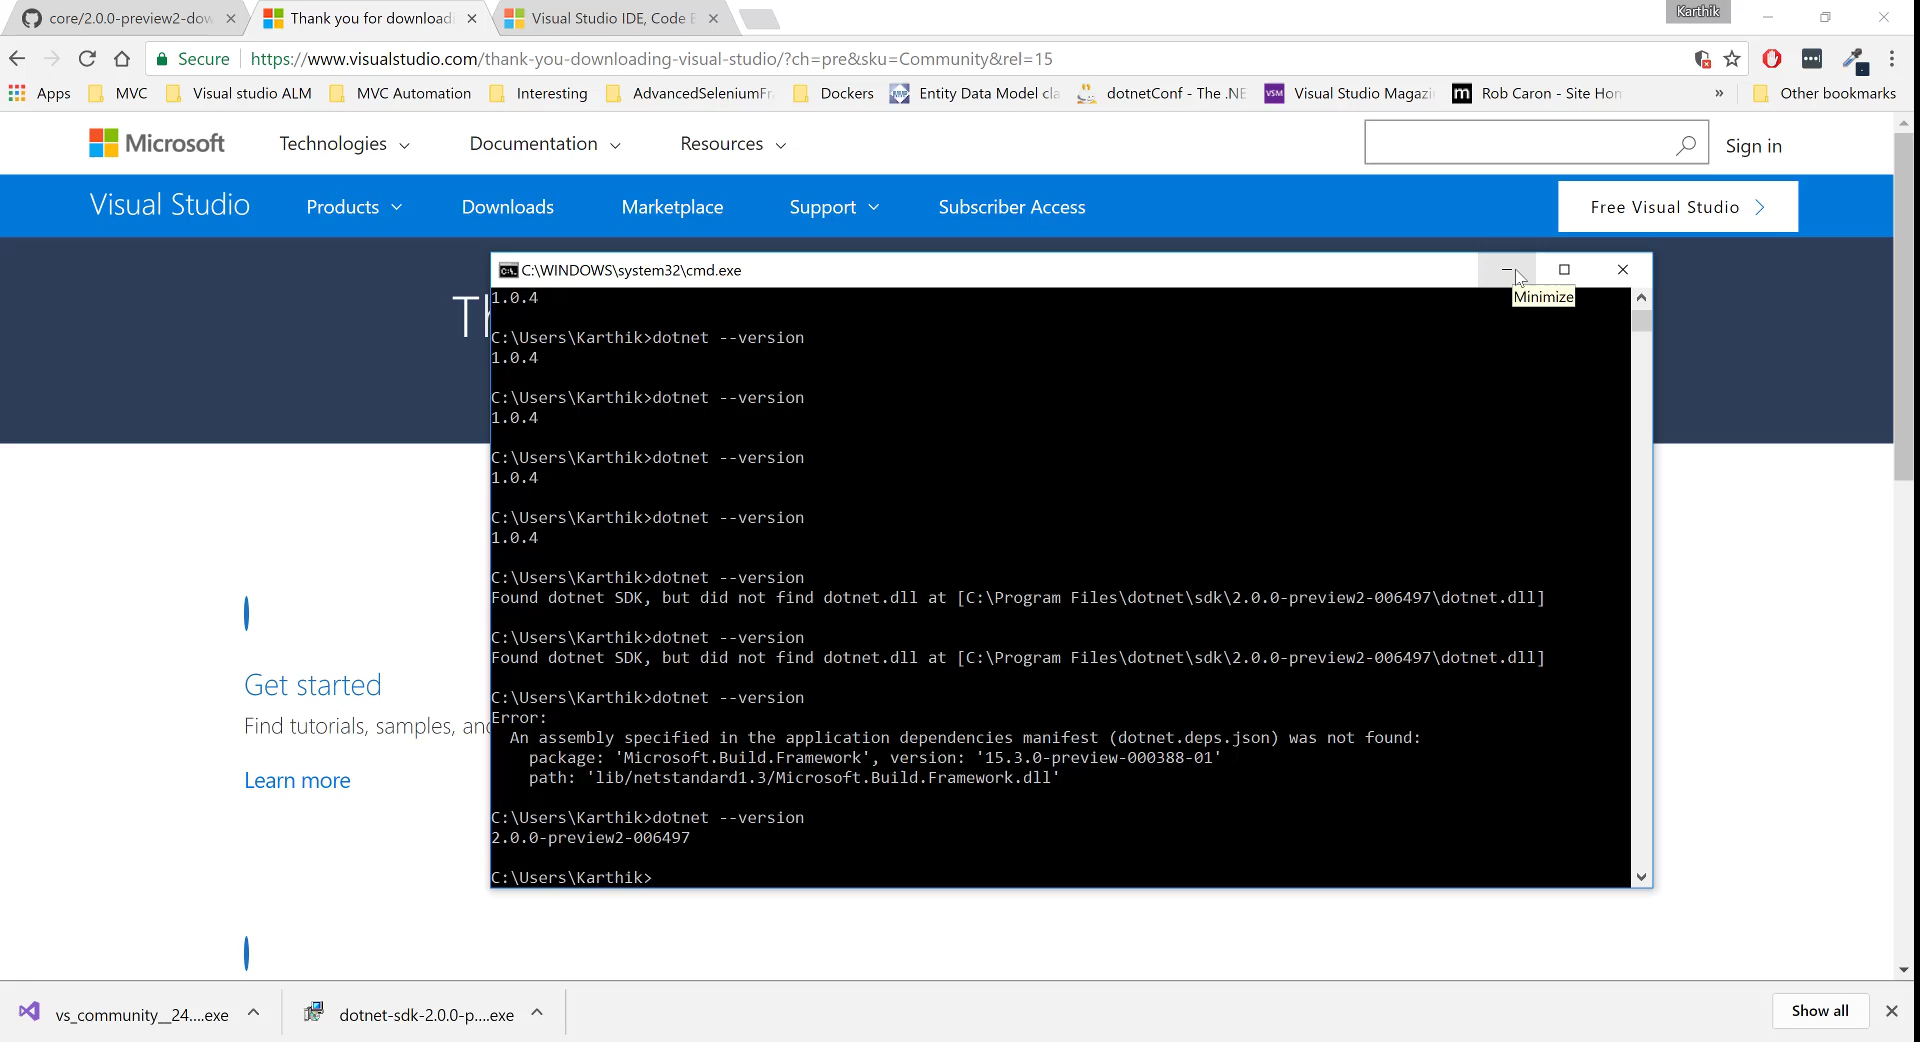 core/2.0.0-preview2-dow
Thank you for downloadi
Visual Studio IDE, Code E
Karthik
Secure
https://www.visualstudio.com/thank-you-downloading-visual-studio/?ch=pre&sku=Community&rel=15
Apps
MVC
Visual studio ALM
MVC Automation
Interesting
AdvancedSeleniumFr
Dockers
Entity Data Model cla
dotnetConf - The .NE
VSM
Visual Studio Magazi
m
Rob Caron - Site Hom
»
Other bookmarks
Microsoft
Technologies
Documentation
Resources
Sign in
Visual Studio
Products
Downloads
Marketplace
Support
Subscriber Access
Free Visual Studio
Th
C:\WINDOWS\system32\cmd.exe
Minimize
1.0.4
C:\Users\Karthik>dotnet --version
1.0.4
C:\Users\Karthik>dotnet --version
1.0.4
C:\Users\Karthik>dotnet --version
1.0.4
C:\Users\Karthik>dotnet --version
1.0.4
C:\Users\Karthik>dotnet --version
Found dotnet SDK, but did not find dotnet.dll at [C:\Program Files\dotnet\sdk\2.0.0-preview2-006497\dotnet.dll]
C:\Users\Karthik>dotnet --version
Found dotnet SDK, but did not find dotnet.dll at [C:\Program Files\dotnet\sdk\2.0.0-preview2-006497\dotnet.dll]
C:\Users\Karthik>dotnet --version
Error:
An assembly specified in the application dependencies manifest (dotnet.deps.json) was not found:
package: 'Microsoft.Build.Framework', version: '15.3.0-preview-000388-01'
path: 'lib/netstandard1.3/Microsoft.Build.Framework.dll'
C:\Users\Karthik>dotnet --version
2.0.0-preview2-006497
C:\Users\Karthik>
Get started
Find tutorials, samples, and
Learn more
vs_community__24....exe
dotnet-sdk-2.0.0-p....exe
Show all